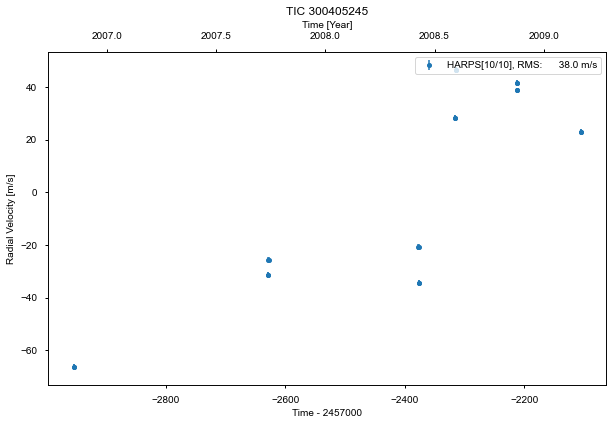 TIC 300405245
Time [Year]
2007.0 2007.5 2008.0 2008.5 2009.0
HARPS[10/10], RMS: 38.0 m/s
Radial Velocity [m/s]
40
20
0
−20
−40
−60
−2800 −2600 −2400 −2200
Time - 2457000